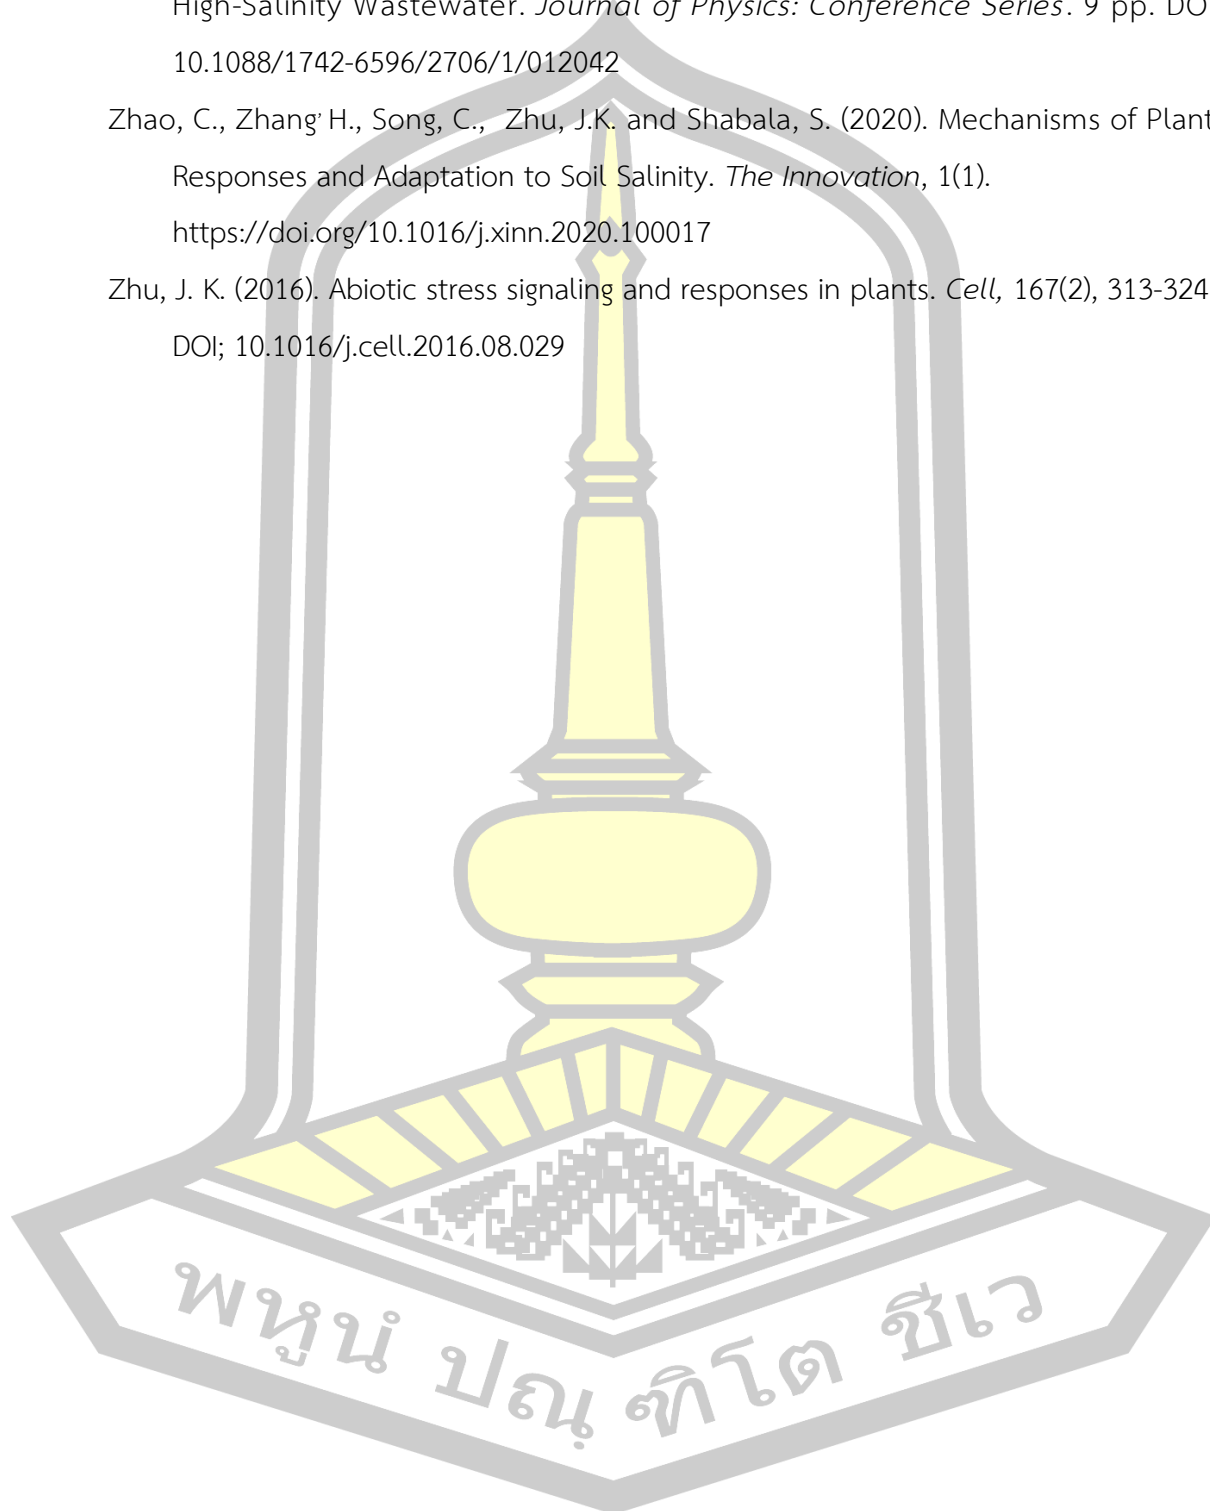 High-Salinity Wastewater. Journal of Physics: Conference Series. 9 pp. DO
10.1088/1742-6596/2706/1/012042
Zhao, C., Zhang, H., Song, C., Zhu, J.K. and Shabala, S. (2020). Mechanisms of Plant
Responses and Adaptation to Soil Salinity. The Innovation, 1(1).
https://doi.org/10.1016/j.xinn.2020.100017
Zhu, J. K. (2016). Abiotic stress signaling and responses in plants. Cell, 167(2), 313-324
DOI; 10.1016/j.cell.2016.08.029
พหูนํ ปณฺฑิโต ชีเว